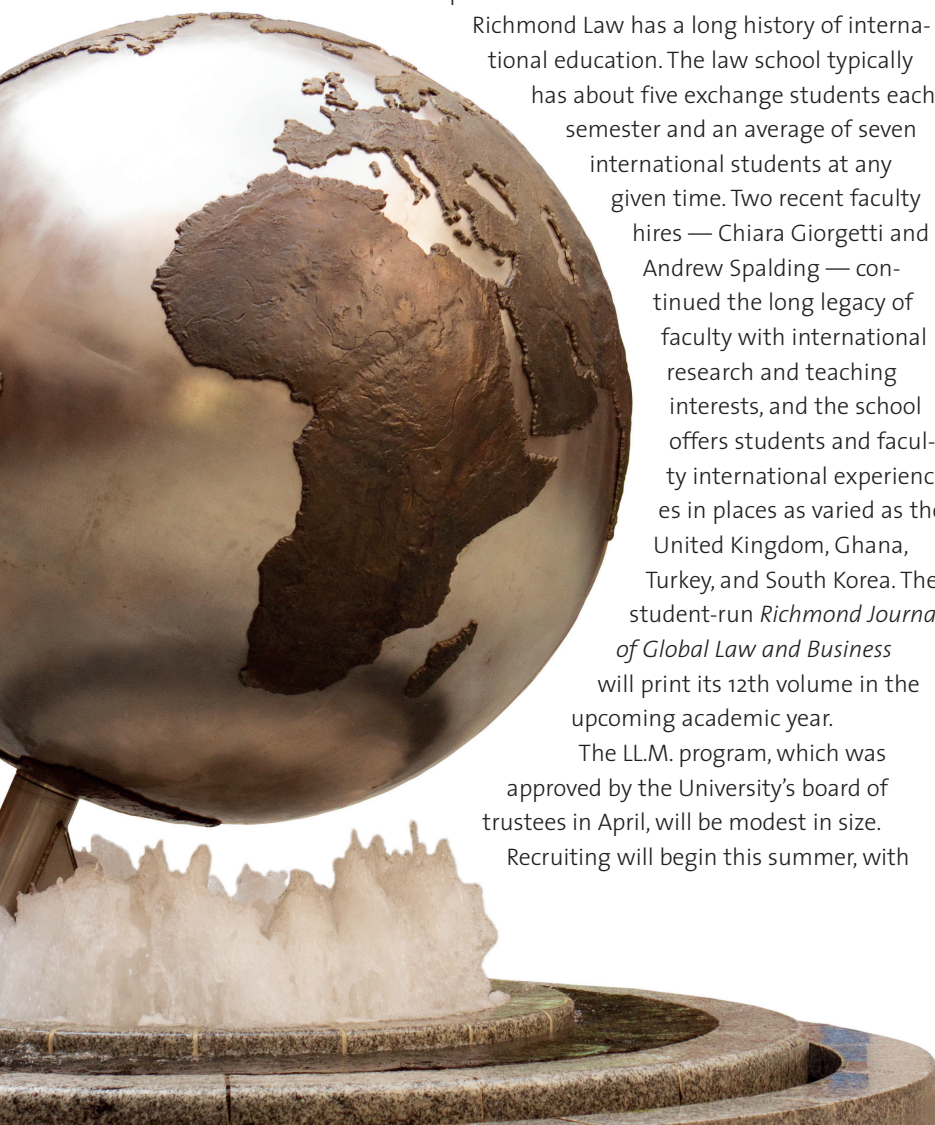 Richmond Law has a long history of interna-
tional education. The law school typically
has about five exchange students each
semester and an average of seven
international students at any
given time. Two recent faculty
hires — Chiara Giorgetti and
Andrew Spalding — con-
tinued the long legacy of
faculty with international
research and teaching
interests, and the school
offers students and facul-
ty international experienc
es in places as varied as the
United Kingdom, Ghana,
Turkey, and South Korea. The
student-run Richmond Journa
of Global Law and Business
will print its 12th volume in the
upcoming academic year.
The LL.M. program, which was
approved by the University’s board of
trustees in April, will be modest in size.
Recruiting will begin this summer, with